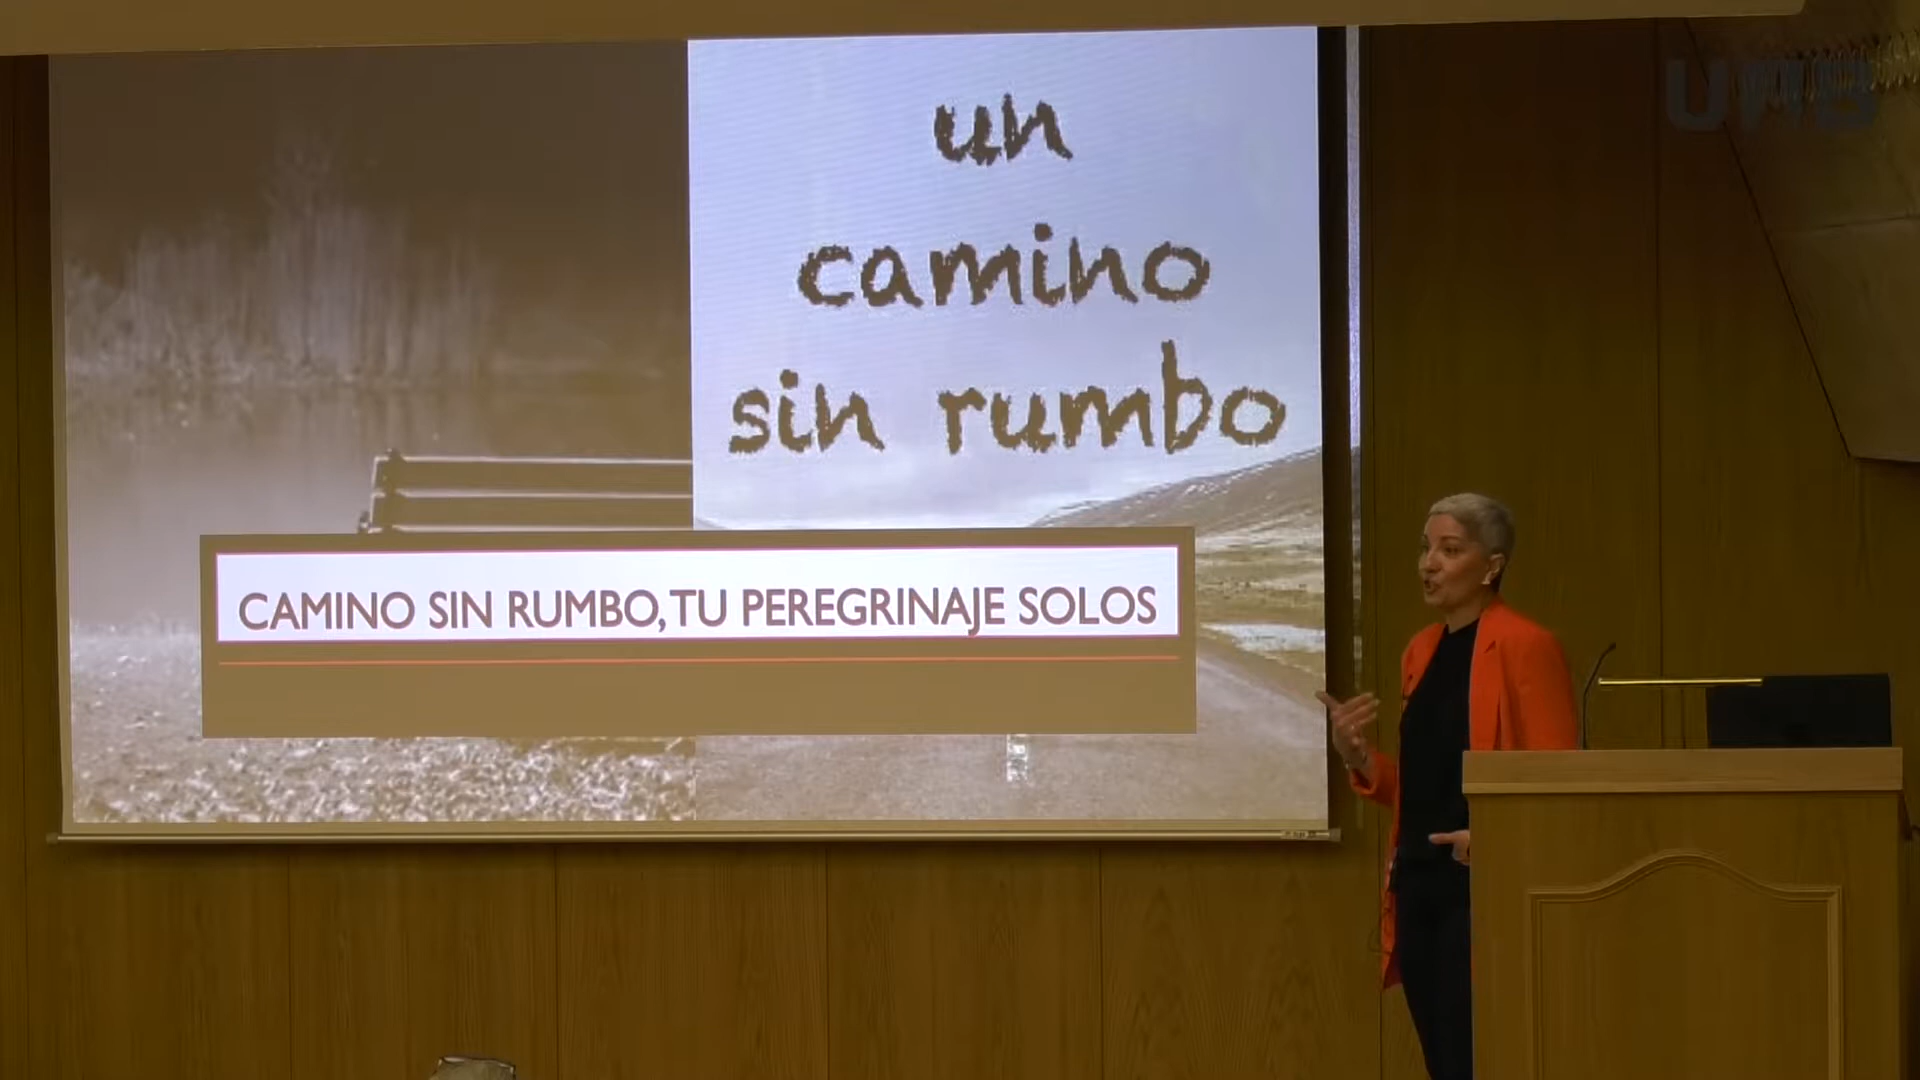 un
camino
sin rumbo
CAMINO SIN RUMBO, TU PEREGRINAJE SOLOS